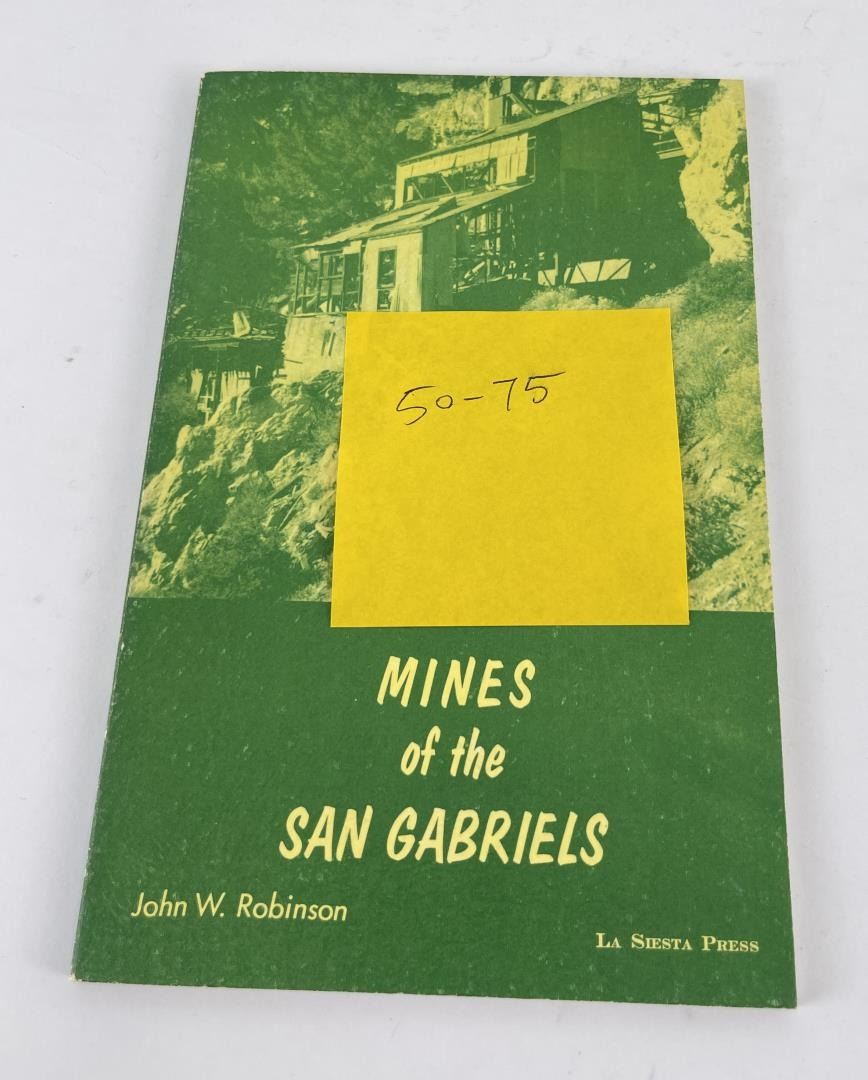 50-75
MINES
of the
SAN GABRIELS
John W. Robinson
LA SIESTA PRESS